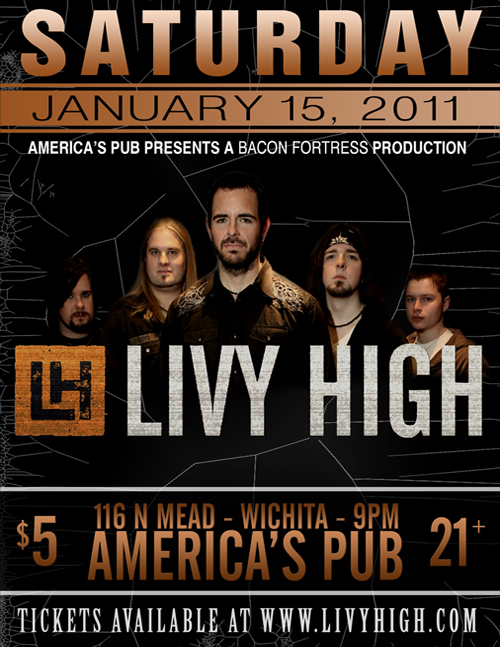 SATURDAY
JANUARY 15, 2011
AMERICA'S PUB PRESENTS A BACON FORTRESS PRODUCTION
LH LIVY HIGH
$5
116 N MEAD - WICHITA - 9PM
AMERICA'S PUB
21+
TICKETS AVAILABLE AT WWW.LIVYHIGH.COM